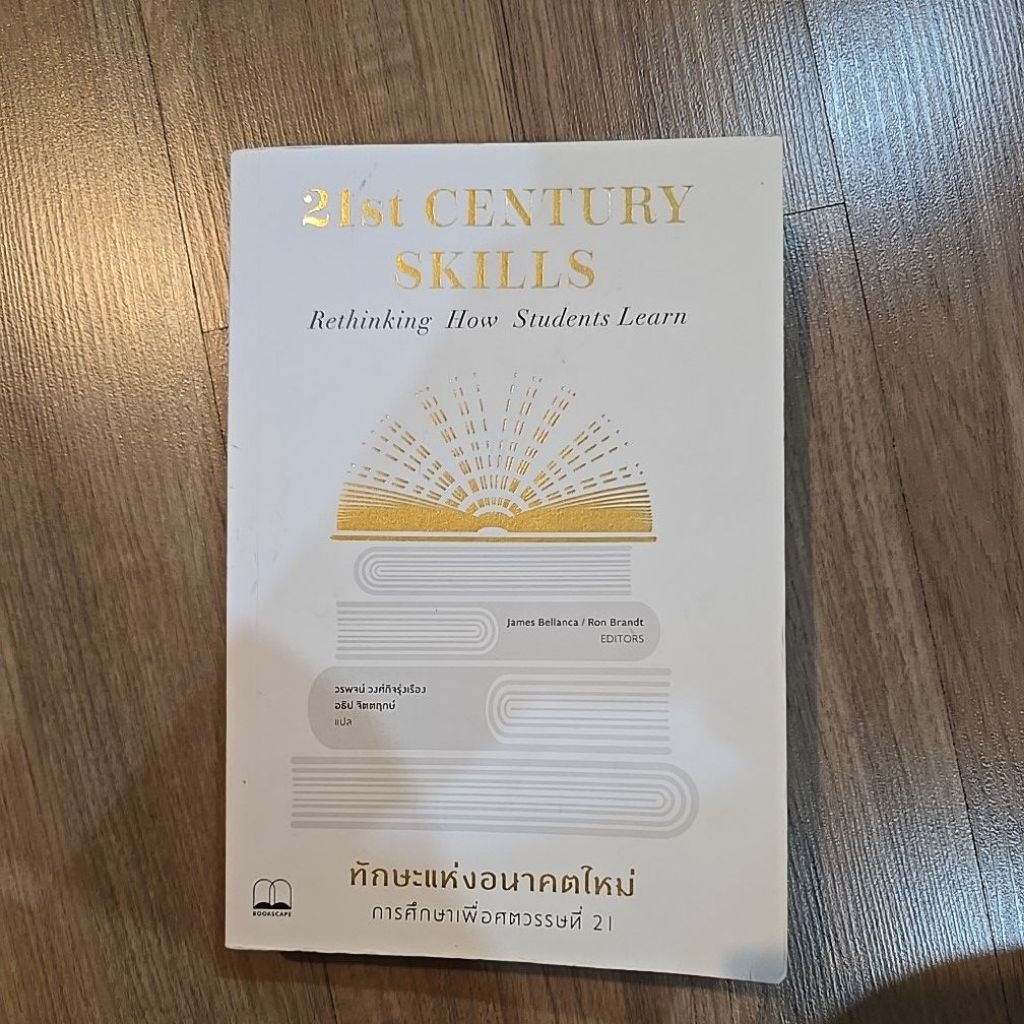 21st CENTURY
SKILLS
Rethinking How Students Learn
James Bellanca / Ron Brandt
EDITORS
วรพจน์ วงศ์กิจรุ่งเรือง
อธิป จิตตฤกษ์
แปล
ทักษะแห่งอนาคตใหม่
การศึกษาเพื่อศตวรรษที่ 21
BOOKSCAPE